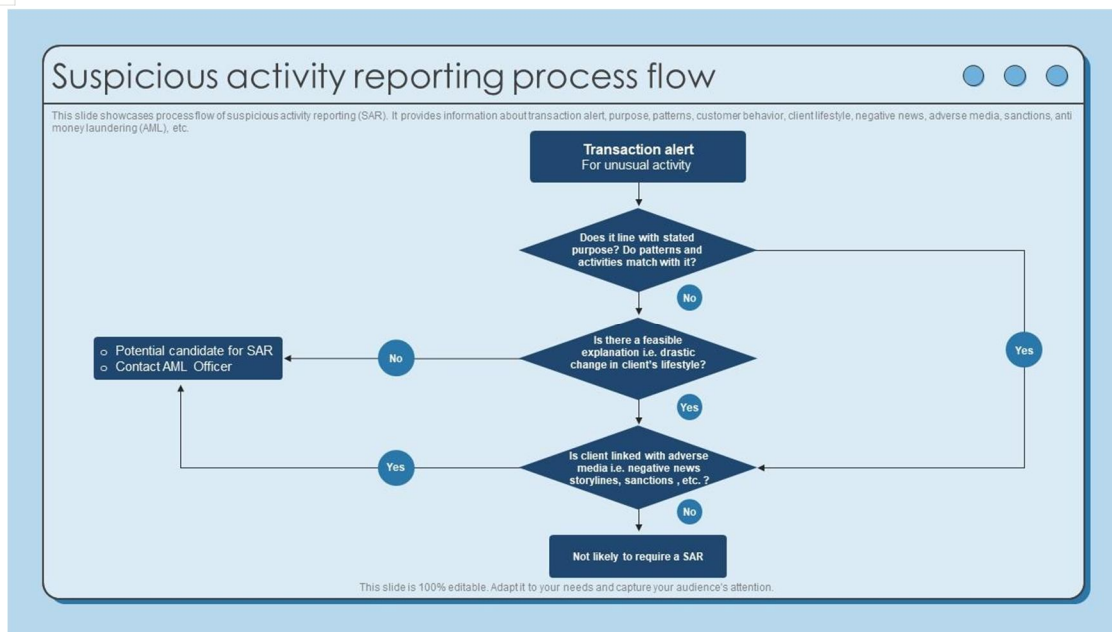 Suspicious activity reporting process flow
This slide showcases process flow of suspicious activity reporting (SAR). It provides information about transaction alert, purpose, patterns, customer behavior, client lifestyle, negative news, adverse media, sanctions, anti
money laundering (AML), etc.
Transaction alert
For unusual activity
Does it line with stated
purpose? Do patterns and
activities match with it?
No
Is there a feasible
explanation i.e. drastic
change in client's lifestyle?
Yes
No
o Potential candidate for SAR
o Contact AML Officer
Yes
Is client linked with adverse
media i.e. negative news
storylines, sanctions , etc. ?
Yes
No
Not likely to require a SAR
This slide is 100% editable. Adapt it to your needs and capture your audience's attention.